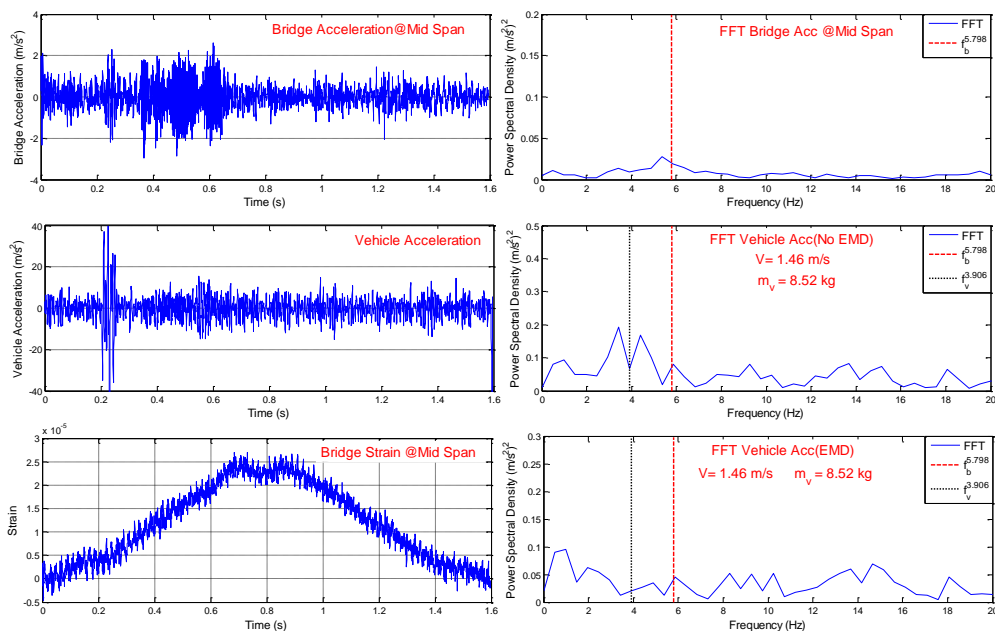 Bridge Acceleration@Mid Span
Bridge Acceleration (m/s²)
4
2
0
-2
-4
0 0.2 0.4 0.6 0.8 1 1.2 1.4 1.6
Time (s)
FFT Bridge Acc @Mid Span
FFT
f_b^5.798
Power Spectral Density (m/s²)²
0.2
0.1
0
0 2 4 6 8 10 12 14 16 18 20
Frequency (Hz)
Vehicle Acceleration
Vehicle Acceleration (m/s²)
40
20
0
-20
-40
0 0.2 0.4 0.6 0.8 1 1.2 1.4 1.6
Time (s)
FFT Vehicle Acc(No EMD)
V= 1.46 m/s
m_v = 8.52 kg
FFT
f_b^5.798
f_v^3.906
Power Spectral Density (m/s²)²
0.5
0.4
0.3
0.2
0.1
0
0 2 4 6 8 10 12 14 16 18 20
Frequency (Hz)
x 10^-5
Bridge Strain @Mid Span
Strain
3
2.5
2
1.5
1
0.5
0
-0.5
0.2 0.4 0.6 0.8 1 1.2 1.4 1.6
Time (s)
FFT Vehicle Acc(EMD)
V= 1.46 m/s m_v = 8.52 kg
FFT
f_b^5.798
f_v^3.906
Power Spectral Density (m/s²)²
0.3
0.2
0.1
0
0 2 4 6 8 10 12 14 16 18 20
Frequency (Hz)